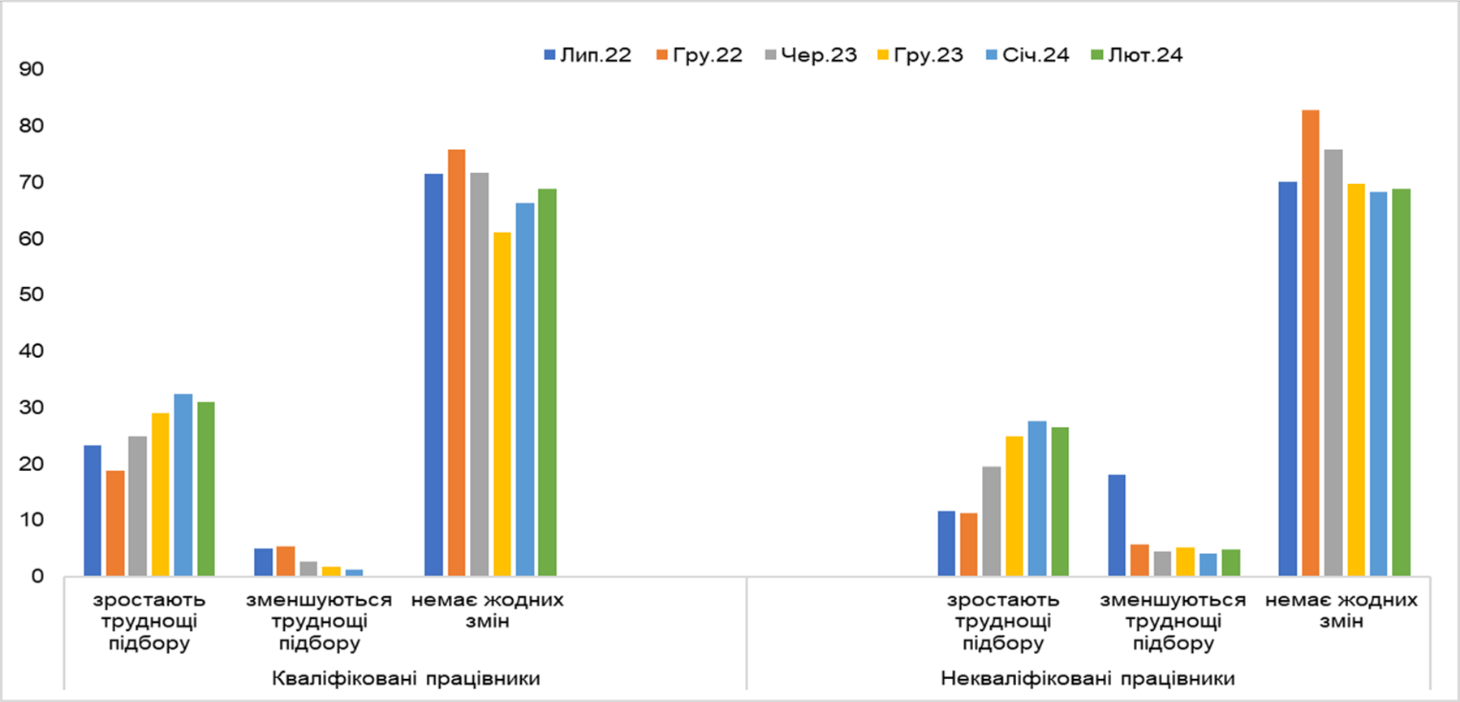 Лип.22 Гру.22 Чер.23 Гру.23 Січ.24 Лют.24
90
80
70
60
50
40
30
20
10
0
зростають
труднощі
підбору
зменшуються
труднощі
підбору
немає жодних
змін
зростають
труднощі
підбору
зменшуються
труднощі
підбору
немає жодних
змін
Кваліфіковані працівники
Некваліфіковані працівники